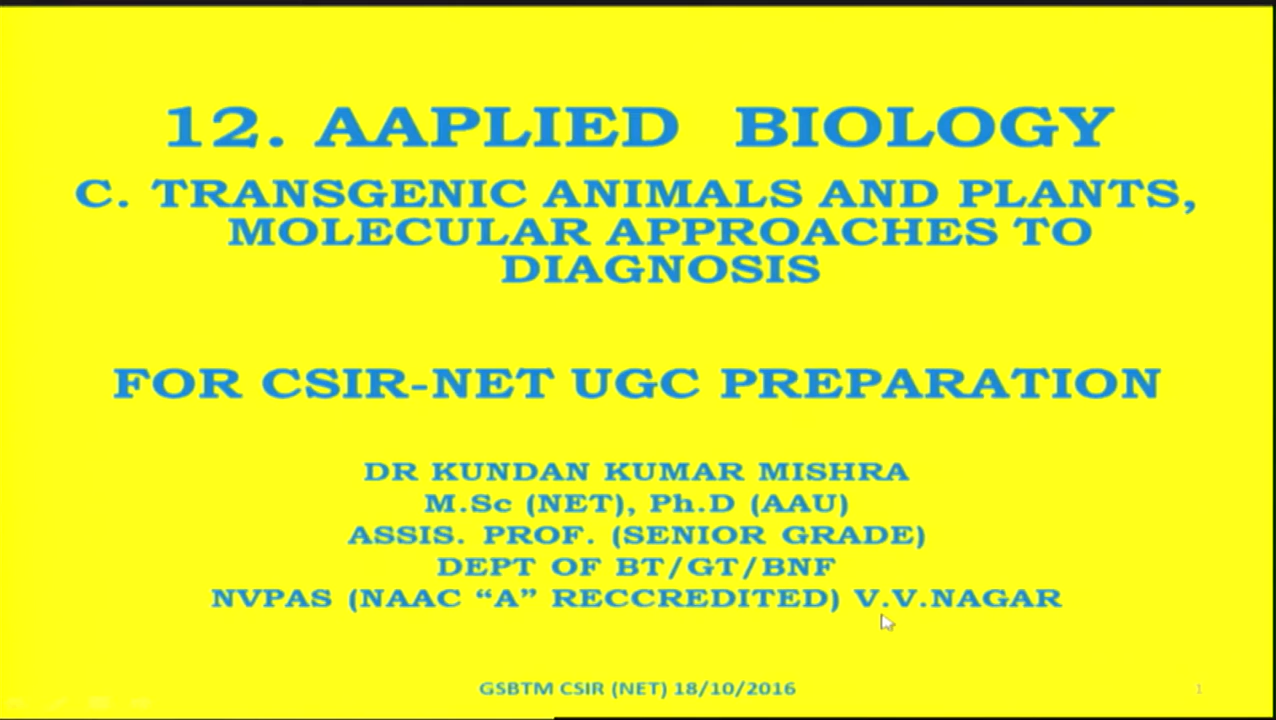 12. AAPLIED BIOLOGY
C. TRANSGENIC ANIMALS AND PLANTS,
MOLECULAR APPROACHES TO
DIAGNOSIS
FOR CSIR-NET UGC PREPARATION
DR KUNDAN KUMAR MISHRA
M.Sc (NET), Ph.D (AAU)
ASSIS. PROF. (SENIOR GRADE)
DEPT OF BT/GT/BNF
NVPAS (NAAC “A” RECCREDITED) V.V.NAGAR
GSBTM CSIR (NET) 18/10/2016
1